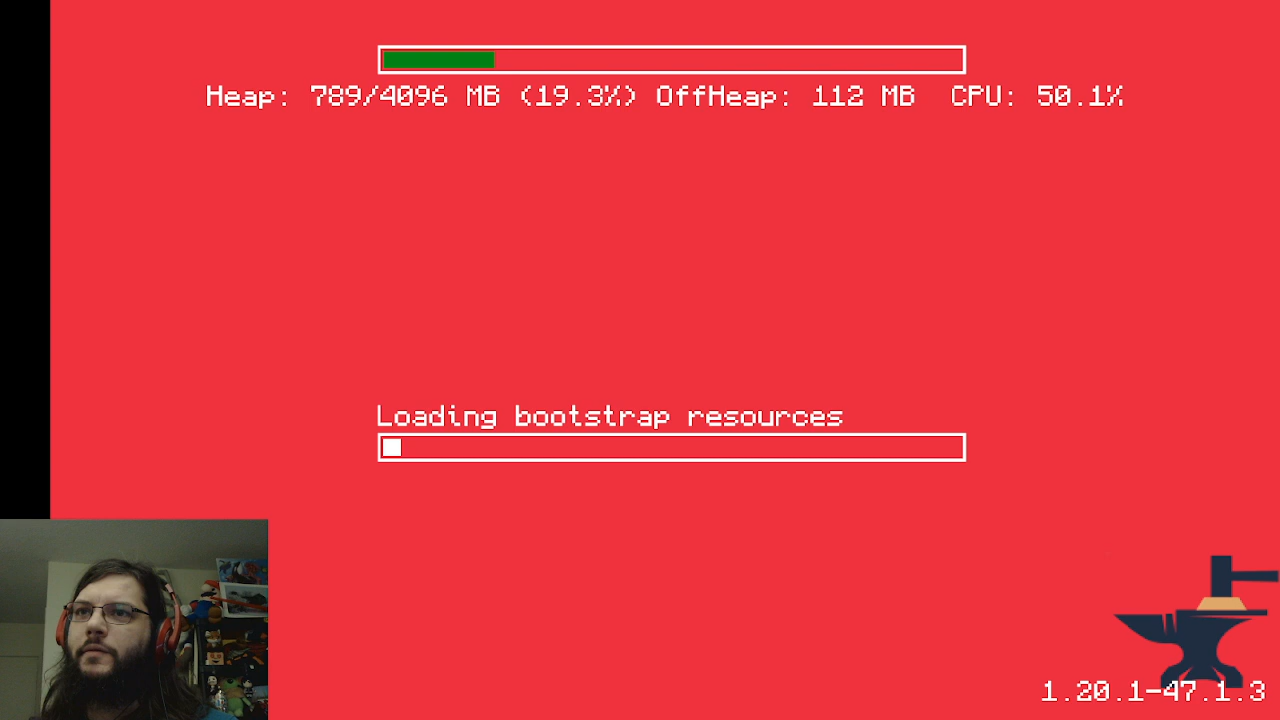 Heap: 789/4096 MB (19.3%) OffHeap: 112 MB  CPU: 50.1%
Loading bootstrap resources
1.20.1-47.1.3